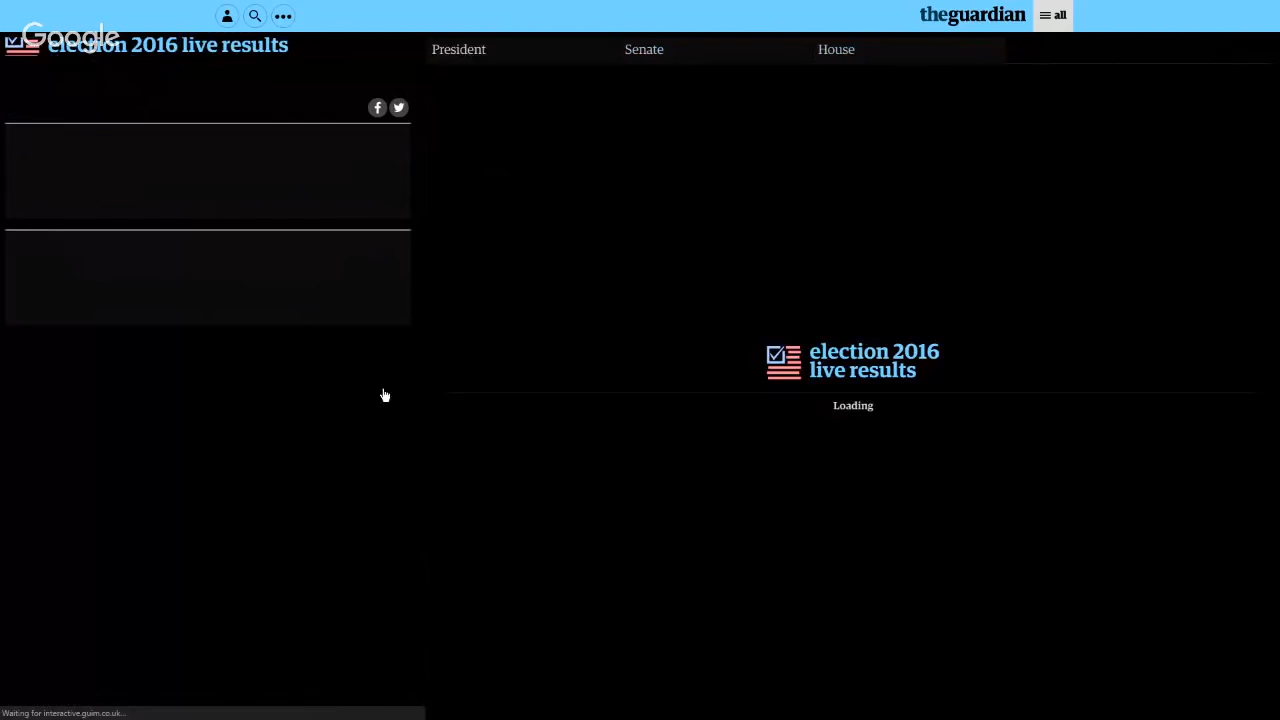 theguardian
all
Google
election 2016 live results
President
Senate
House
election 2016
live results
Loading
Waiting for interactive.guim.co.uk...